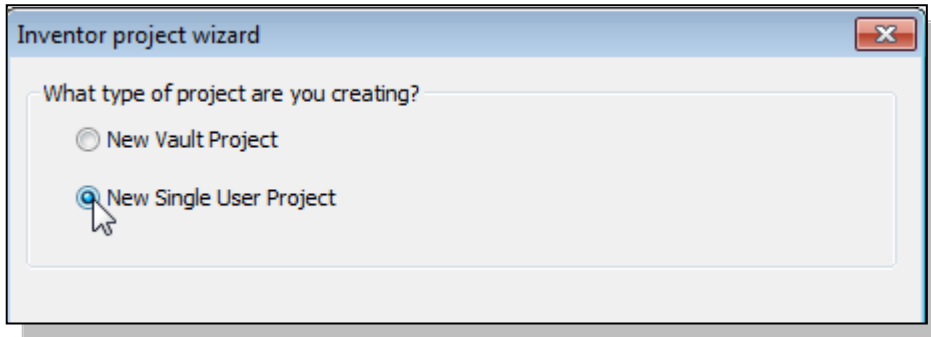 Inventor project wizard
What type of project are you creating?
New Vault Project
New Single User Project